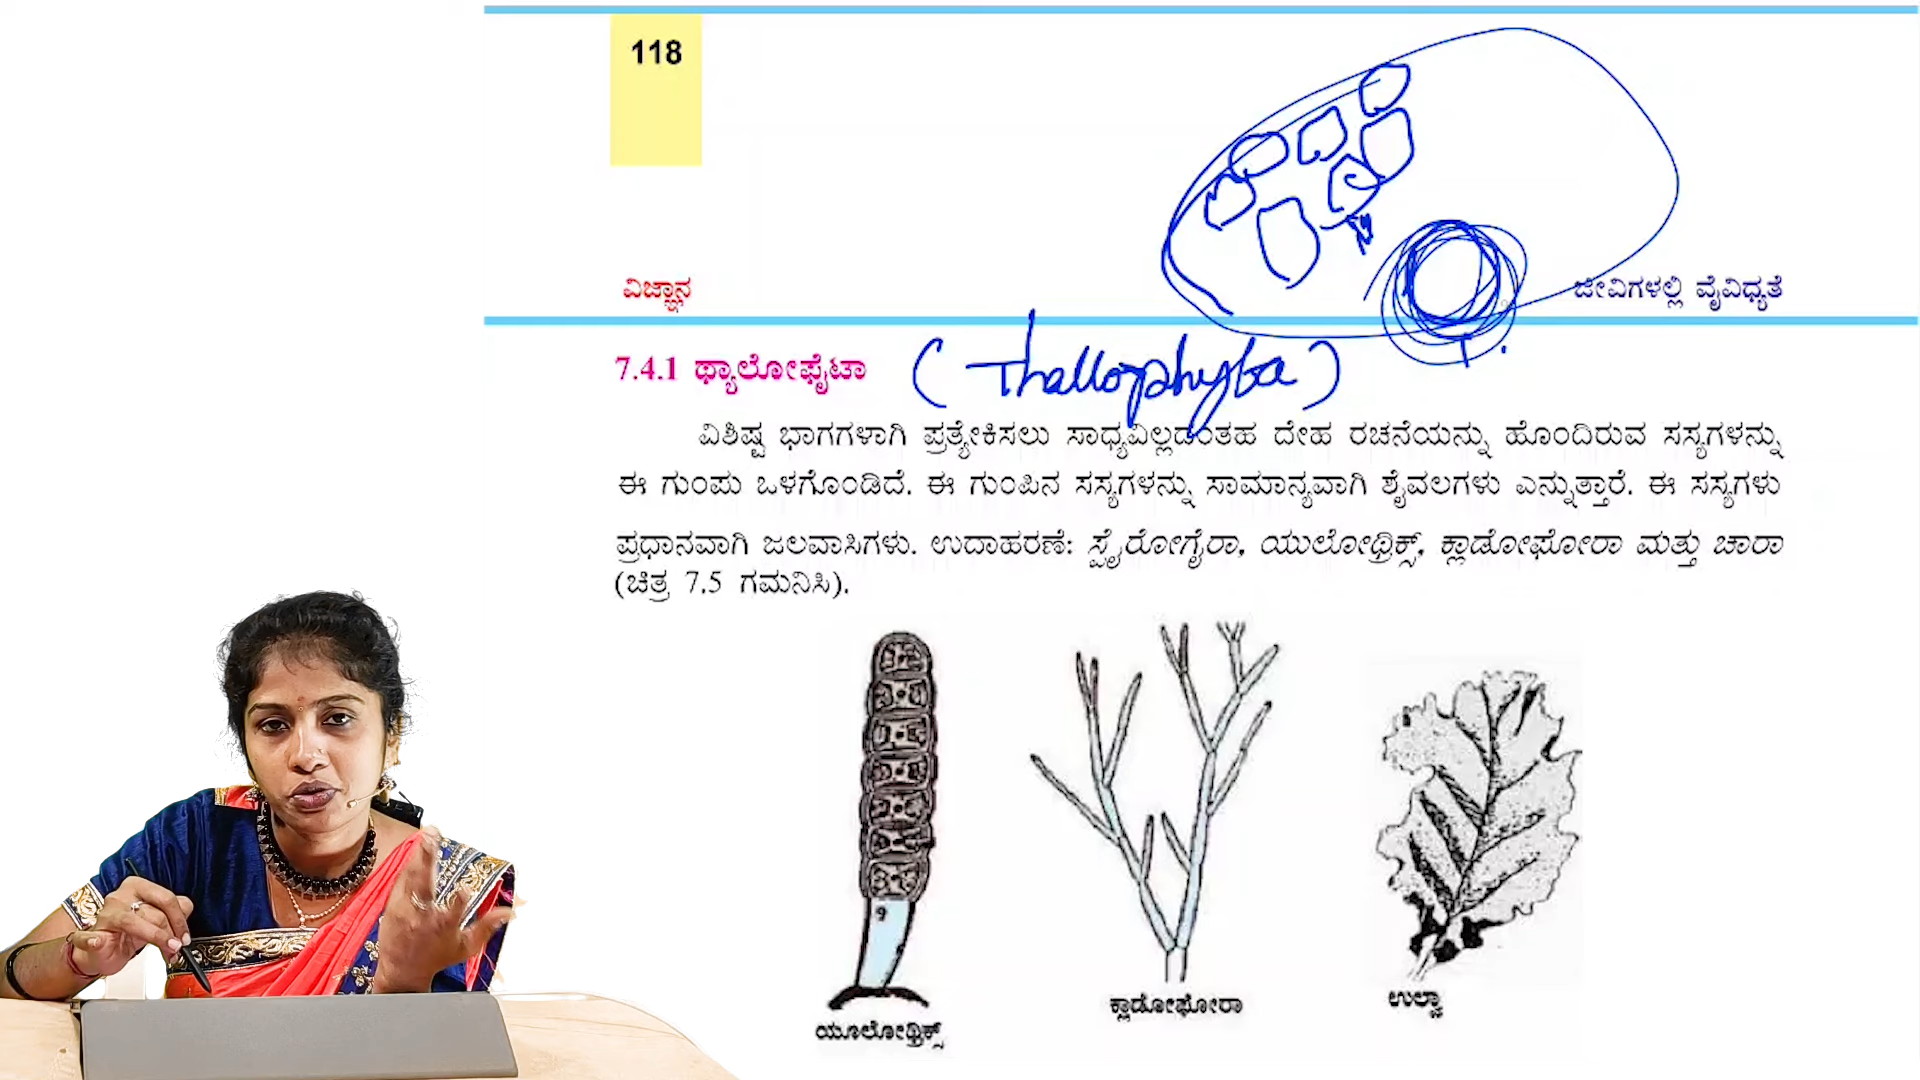 118
ವಿಜ್ಞಾನ
ಜೀವಿಗಳಲ್ಲಿ ವೈವಿಧ್ಯತೆ
7.4.1 ಥ್ಯಾಲೋಫೈಟಾ (Thallophyta)
ವಿಶಿಷ್ಟ ಭಾಗಗಳಾಗಿ ಪ್ರತ್ಯೇಕಿಸಲು ಸಾಧ್ಯವಿಲ್ಲದಂತಹ ದೇಹ ರಚನೆಯನ್ನು ಹೊಂದಿರುವ ಸಸ್ಯಗಳನ್ನು
ಈ ಗುಂಪು ಒಳಗೊಂಡಿದೆ. ಈ ಗುಂಪಿನ ಸಸ್ಯಗಳನ್ನು ಸಾಮಾನ್ಯವಾಗಿ ಶೈವಲಗಳು ಎನ್ನುತ್ತಾರೆ. ಈ ಸಸ್ಯಗಳು
ಪ್ರಧಾನವಾಗಿ ಜಲವಾಸಿಗಳು. ಉದಾಹರಣೆ: ಸ್ಪೈರೋಗೈರಾ, ಯುಲೋಥ್ರಿಕ್ಸ್, ಕ್ಲಾಡೋಫೋರಾ ಮತ್ತು ಚಾರಾ
(ಚಿತ್ರ 7.5 ಗಮನಿಸಿ).
ಯೂಲೋಥ್ರಿಕ್ಸ್
ಕ್ಲಾಡೋಫೋರಾ
ಉಲ್ವಾ